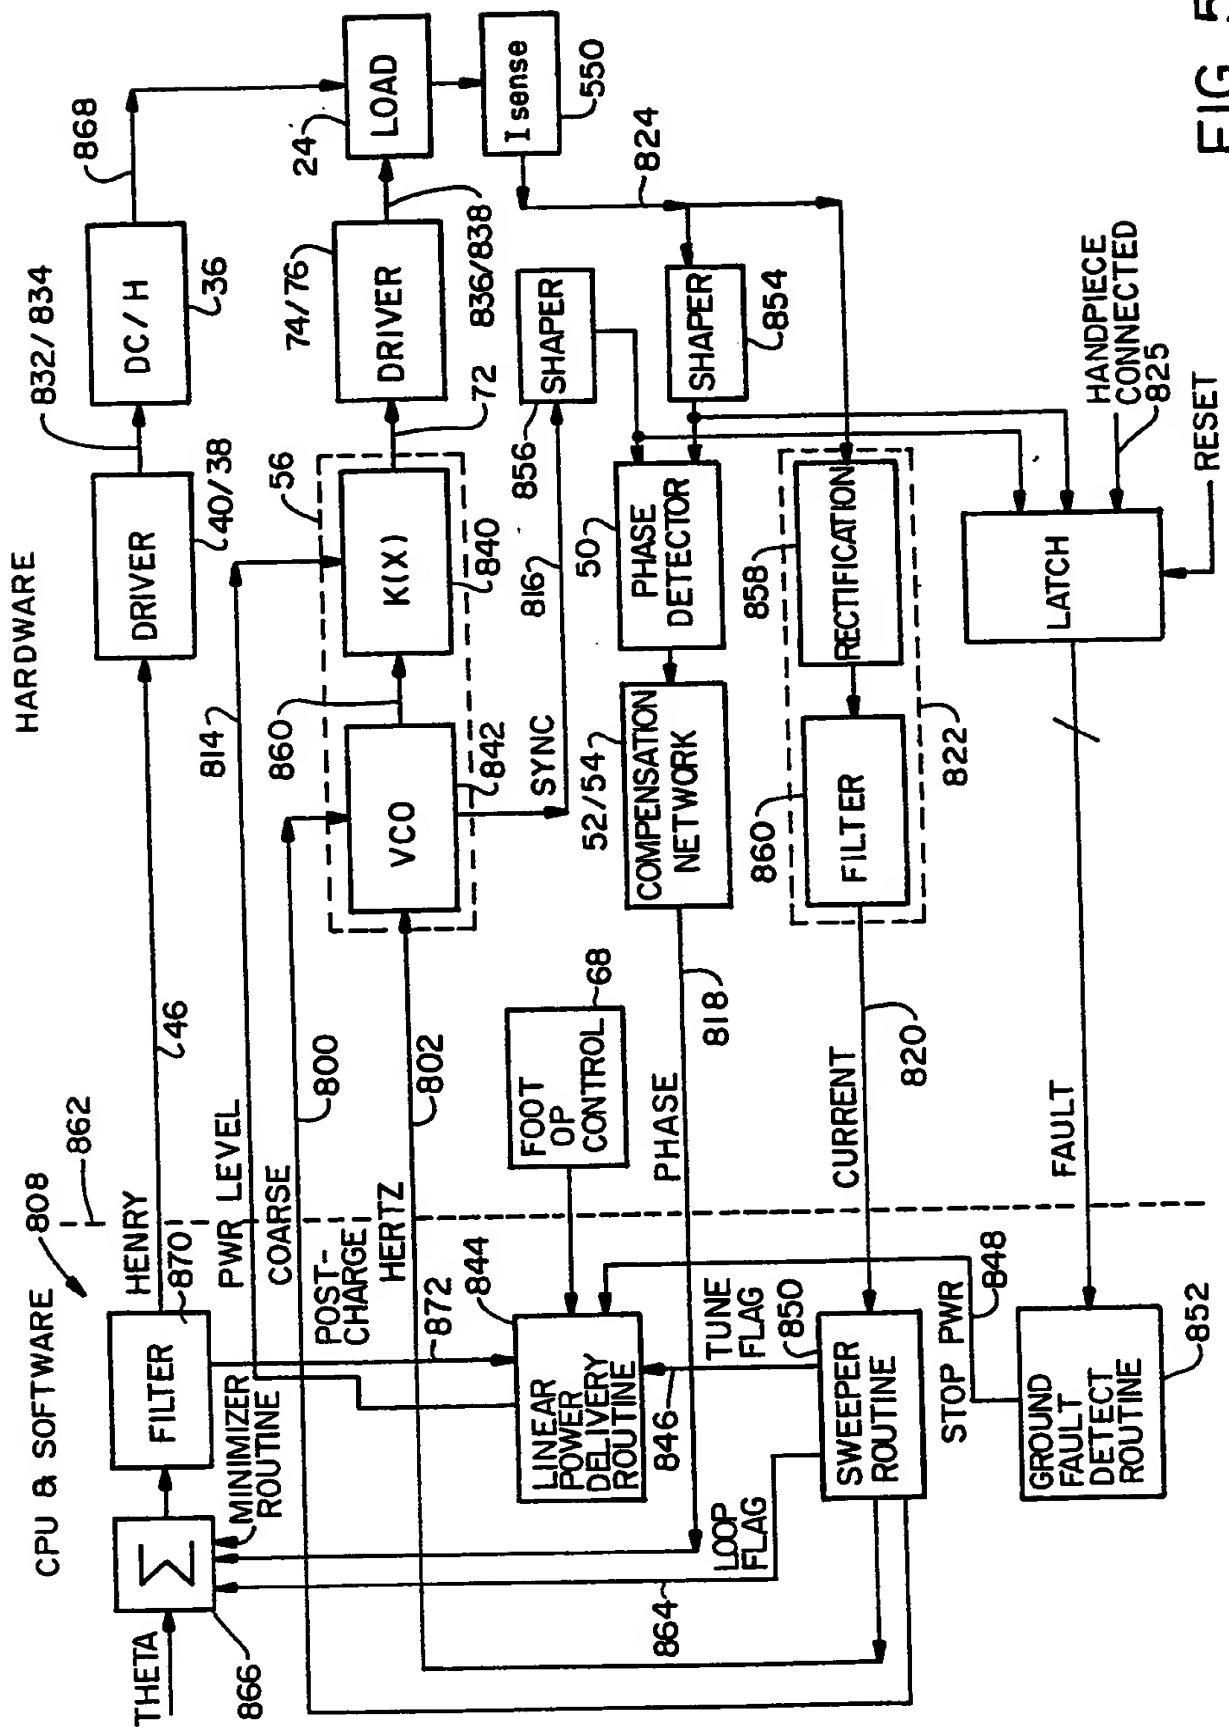 CPU & SOFTWARE
808
862
HARDWARE
THETA
866
Σ
MINIMIZER
ROUTINE
FILTER
870
HENRY
46
DRIVER
40/38
832/834
DC/H
36
868
PWR LEVEL
814
COARSE
800
POST-
CHARGE
872
HERTZ
802
VCO
842
860
K(X)
840
56
72
DRIVER
74/76
836/838
LOAD
24
I sense
550
824
SYNC
816
SHAPER
856
SHAPER
854
LINEAR
POWER
DELIVERY
ROUTINE
844
FOOT
OP
CONTROL
68
PHASE
818
COMPENSATION
NETWORK
52/54
PHASE
DETECTOR
50
LOOP
FLAG
864
846
TUNE
FLAG
SWEEPER
ROUTINE
850
CURRENT
820
FILTER
860
RECTIFICATION
858
822
STOP PWR
848
GROUND
FAULT
DETECT
ROUTINE
852
FAULT
LATCH
HANDPIECE
CONNECTED
825
RESET
FIG. 5